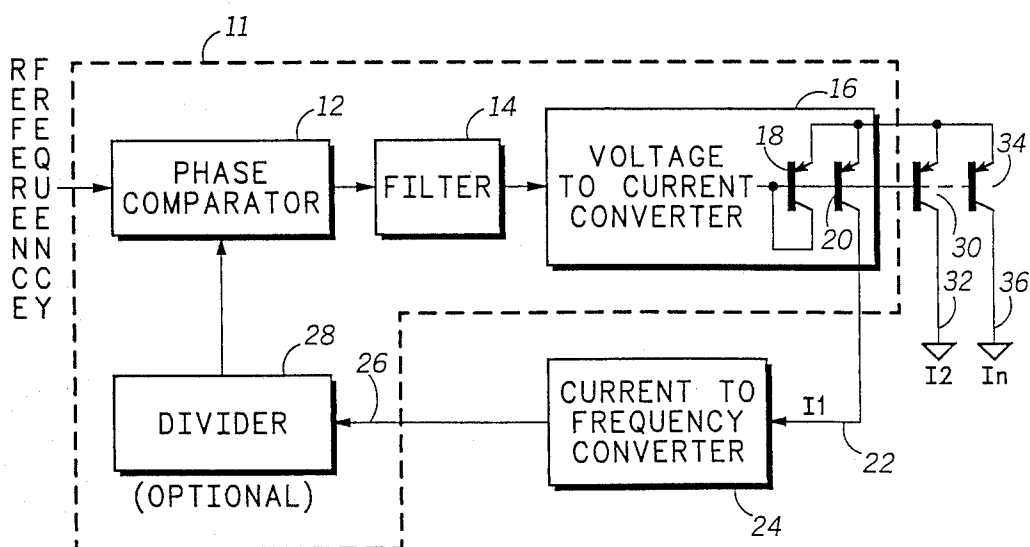 11
REFERENCE
FREQUENCY
12
14
16
PHASE
COMPARATOR
FILTER
VOLTAGE
TO CURRENT
CONVERTER
18
20
34
30
32
36
I2
In
28
26
DIVIDER
(OPTIONAL)
CURRENT TO
FREQUENCY
CONVERTER
I1
22
24